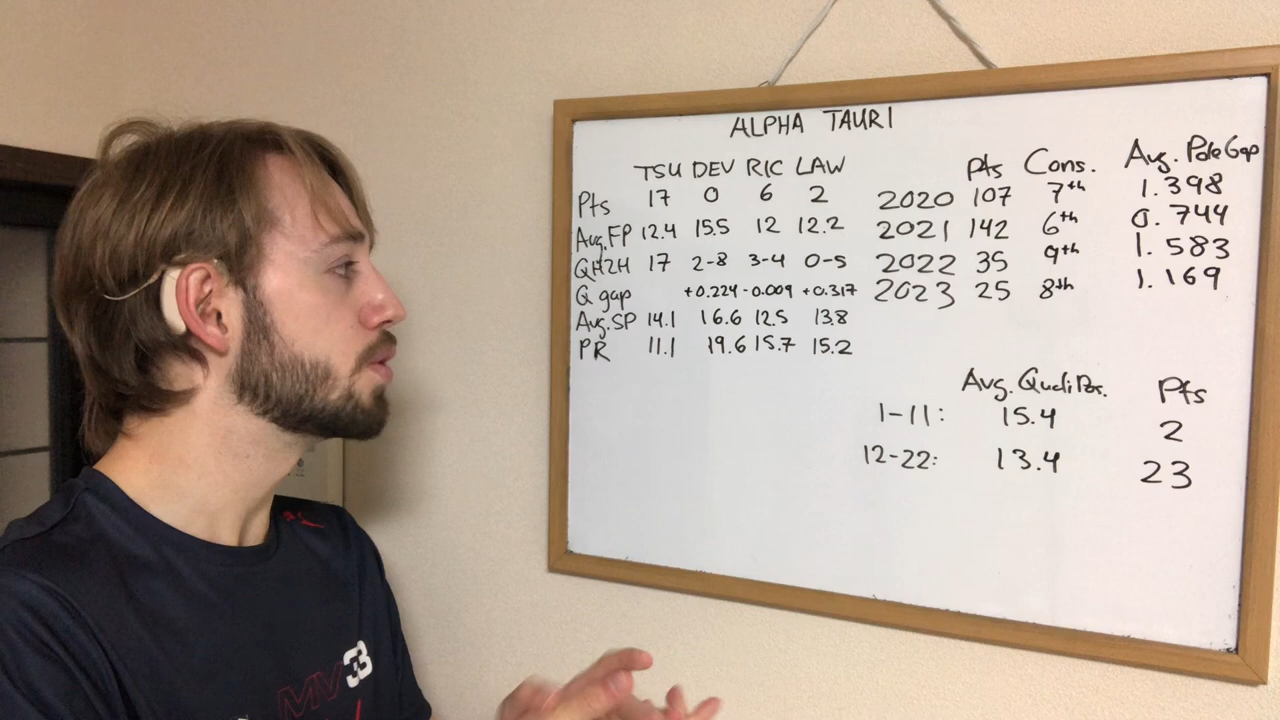 ALPHA TAURI
TSU DEV RIC LAW
Pts 17 0 6 2
Avg.FP 12.4 15.5 12 12.2
QH2H 17 2-8 3-4 0-5
Q gap +0.224 -0.009 +0.317
Avg.SP 14.1 16.6 12.5 13.8
PR 11.1 19.6 15.7 15.2
Pts Cons. Avg. Pole Gap
2020 107 7th 1.398
2021 142 6th 0.744
2022 35 9th 1.583
2023 25 8th 1.169
Avg. Quali Pos. Pts
1-11: 15.4 2
12-22: 13.4 23
MV33